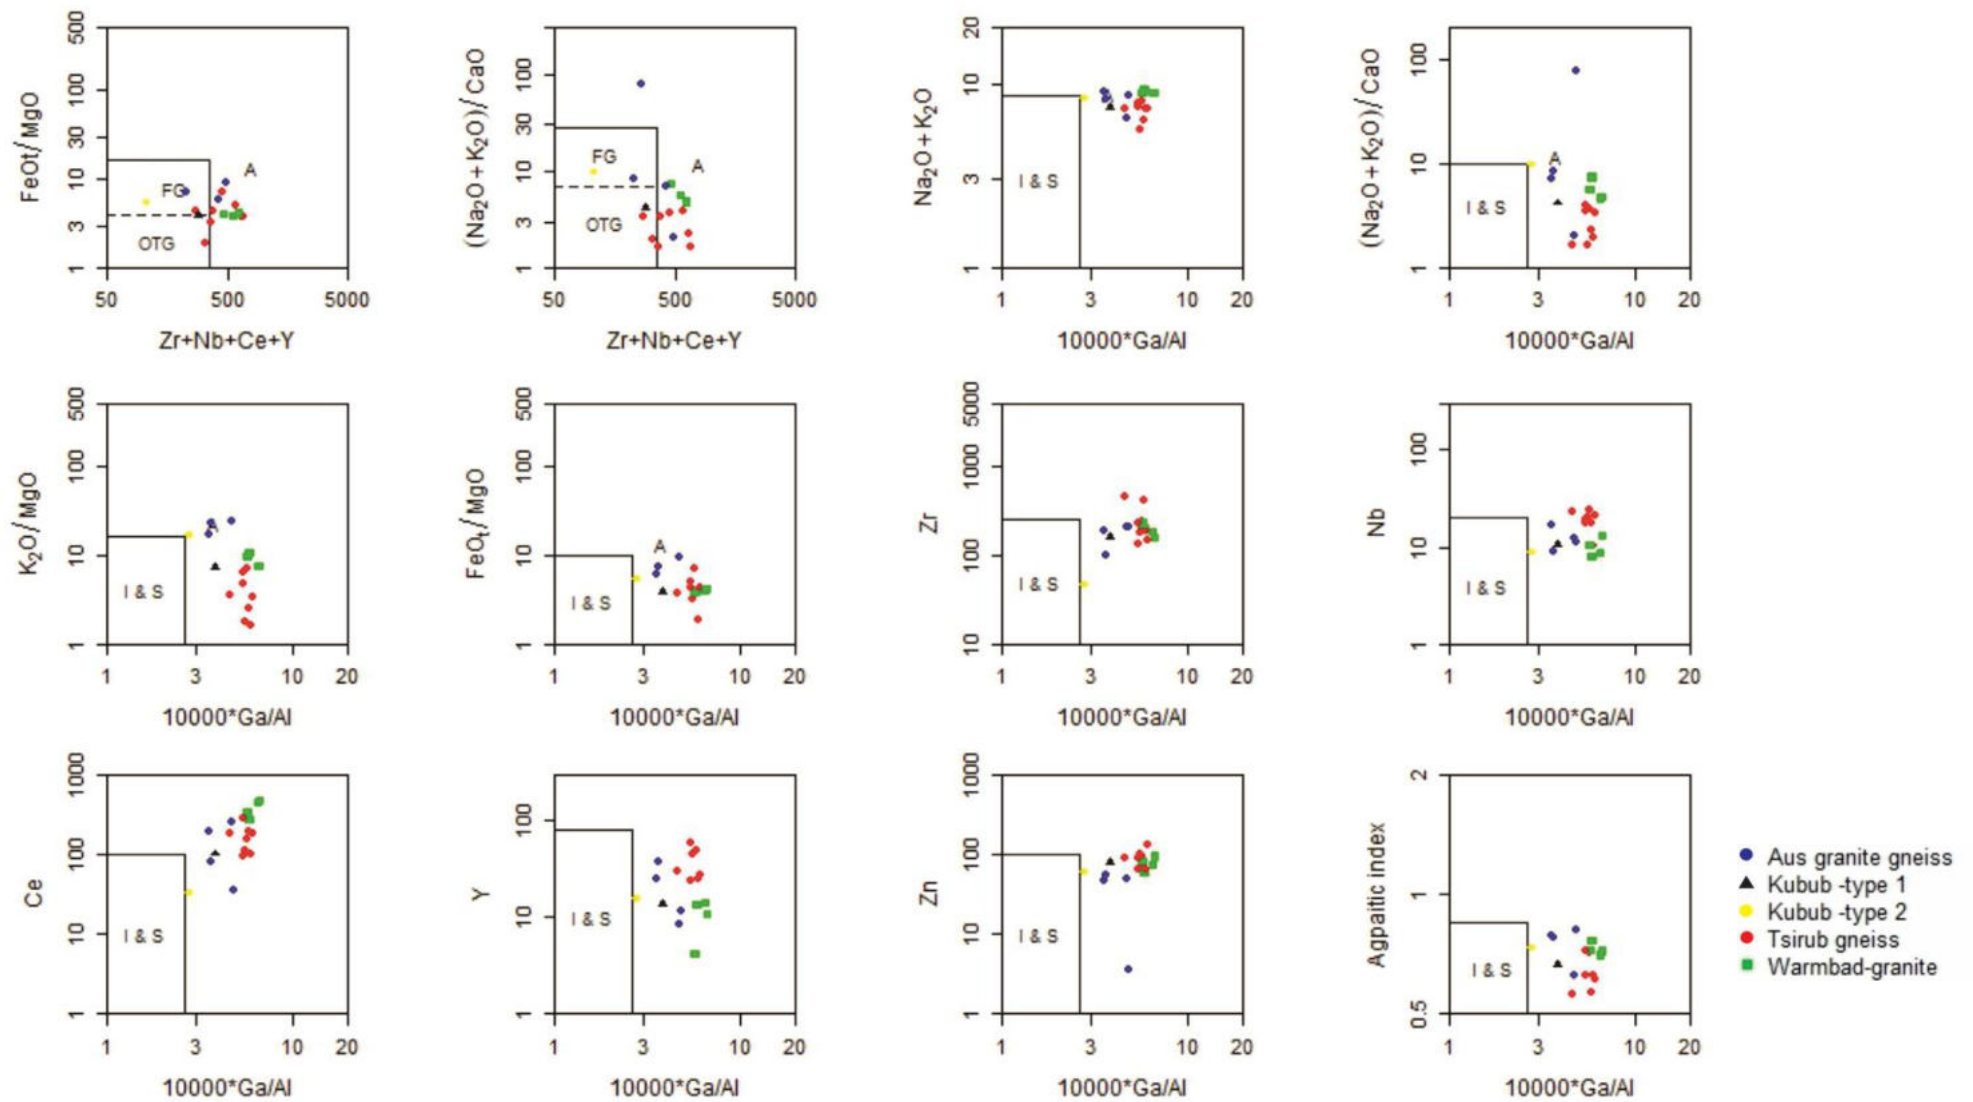 FeOt/MgO
500
100
30
10
3
1
FG
A
OTG
50 500 5000
Zr+Nb+Ce+Y
(Na₂O+K₂O)/CaO
100
30
10
3
1
FG
A
OTG
50 500 5000
Zr+Nb+Ce+Y
Na₂O+K₂O
20
10
3
1
I & S
1 3 10 20
10000*Ga/Al
(Na₂O+K₂O)/CaO
100
10
1
A
I & S
1 3 10 20
10000*Ga/Al
K₂O/MgO
500
100
10
1
A
I & S
1 3 10 20
10000*Ga/Al
FeOₜ/MgO
500
100
10
1
A
I & S
1 3 10 20
10000*Ga/Al
Zr
5000
1000
100
10
I & S
1 3 10 20
10000*Ga/Al
Nb
100
10
1
I & S
1 3 10 20
10000*Ga/Al
Ce
1000
100
10
1
I & S
1 3 10 20
10000*Ga/Al
Y
100
10
1
I & S
1 3 10 20
10000*Ga/Al
Zn
1000
100
10
1
I & S
1 3 10 20
10000*Ga/Al
Agpaitic index
2
1
0.5
I & S
1 3 10 20
10000*Ga/Al
Aus granite gneiss
Kubub -type 1
Kubub -type 2
Tsirub gneiss
Warmbad-granite